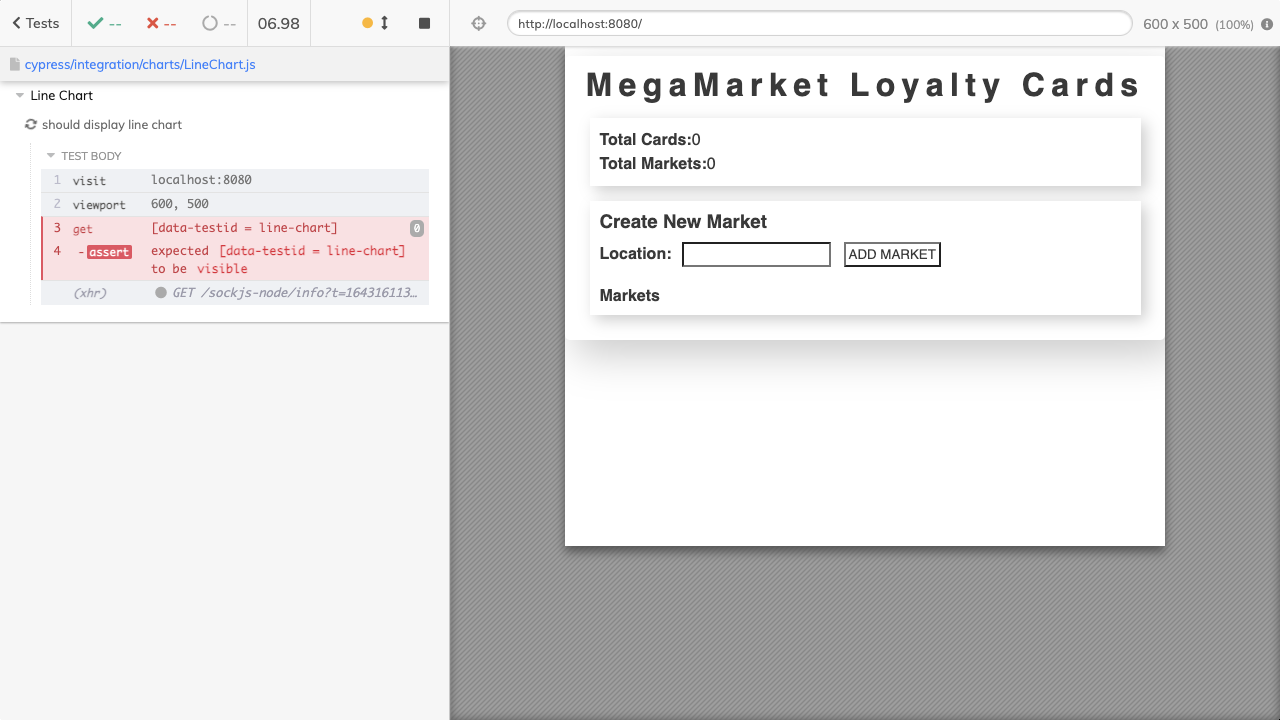 Tests
--
--
--
06.98
http://localhost:8080/
600 x 500 (100%)
cypress/integration/charts/LineChart.js
Line Chart
should display line chart
TEST BODY
1 visit localhost:8080
2 viewport 600, 500
3 get [data-testid = line-chart] 0
4 - assert expected [data-testid = line-chart]
to be visible
(xhr) GET /sockjs-node/info?t=164316113…
MegaMarket Loyalty Cards
Total Cards:0
Total Markets:0
Create New Market
Location: ADD MARKET
Markets